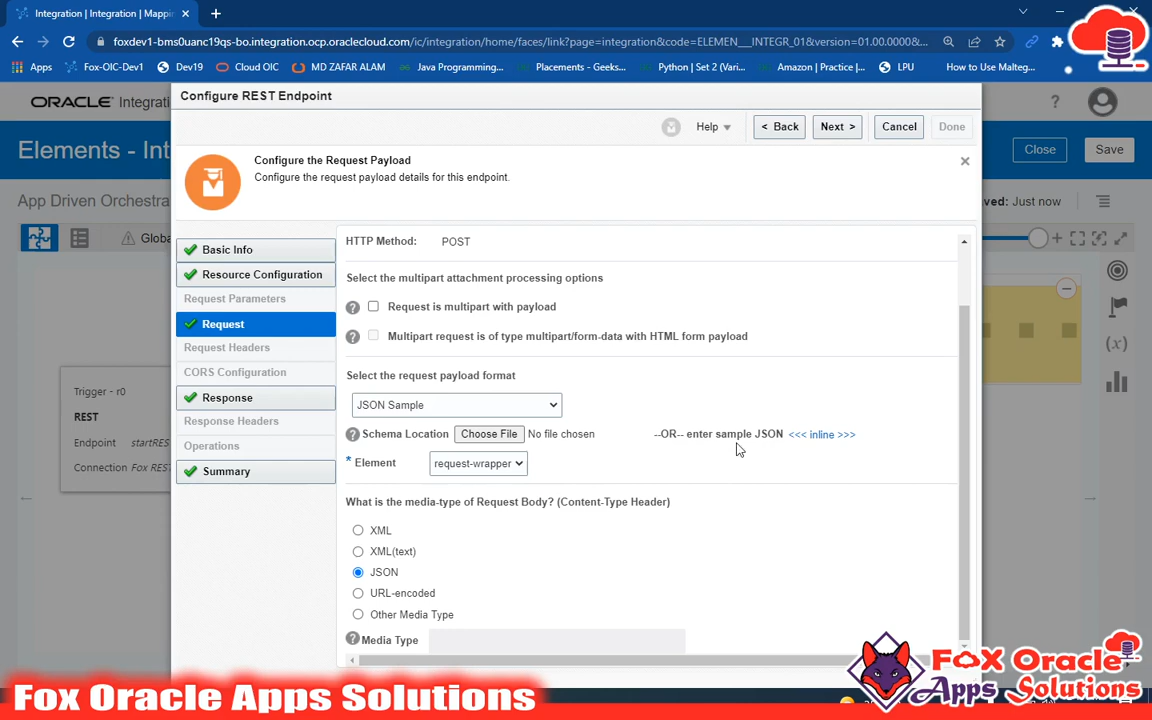 Integration | Integration | Mappin
foxdev1-bms0uanc19qs-bo.integration.ocp.oraclecloud.com/ic/integration/home/faces/link?page=integration&code=ELEMEN__INTEGR_01&version=01.00.0000&...
Apps
Fox-OIC-Dev1
Dev19
Cloud OIC
MD ZAFAR ALAM
Java Programming...
Placements - Geeks...
Python | Set 2 (Vari...
Amazon | Practice |...
LPU
How to Use Malteg...
ORACLE Integrat
Configure REST Endpoint
Help
< Back
Next >
Cancel
Done
Elements - Int
Close
Save
Configure the Request Payload
Configure the request payload details for this endpoint.
App Driven Orchestra
ved: Just now
Globa
Basic Info
Resource Configuration
Request Parameters
Request
Request Headers
CORS Configuration
Response
Response Headers
Operations
Summary
Trigger - r0
REST
Endpoint startRES
Connection Fox RES
HTTP Method: POST
Select the multipart attachment processing options
Request is multipart with payload
Multipart request is of type multipart/form-data with HTML form payload
Select the request payload format
JSON Sample
Schema Location Choose File No file chosen --OR-- enter sample JSON <<< inline >>>
* Element request-wrapper
What is the media-type of Request Body? (Content-Type Header)
XML
XML(text)
JSON
URL-encoded
Other Media Type
Media Type
Fox Oracle Apps Solutions
Fox Oracle
Apps Solutions